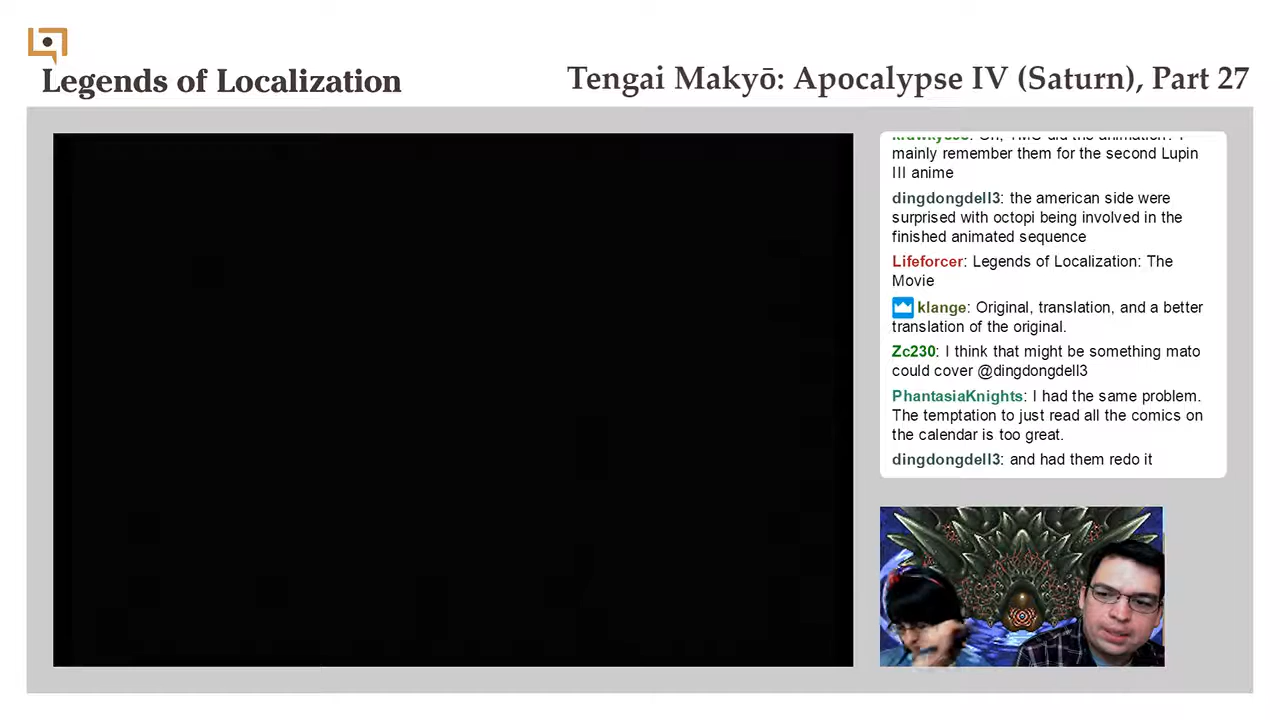 Legends of Localization
Tengai Makyō: Apocalypse IV (Saturn), Part 27
mainly remember them for the second Lupin
III anime
dingdongdell3: the american side were
surprised with octopi being involved in the
finished animated sequence
Lifeforcer: Legends of Localization: The
Movie
klange: Original, translation, and a better
translation of the original.
Zc230: I think that might be something mato
could cover @dingdongdell3
PhantasiaKnights: I had the same problem.
The temptation to just read all the comics on
the calendar is too great.
dingdongdell3: and had them redo it